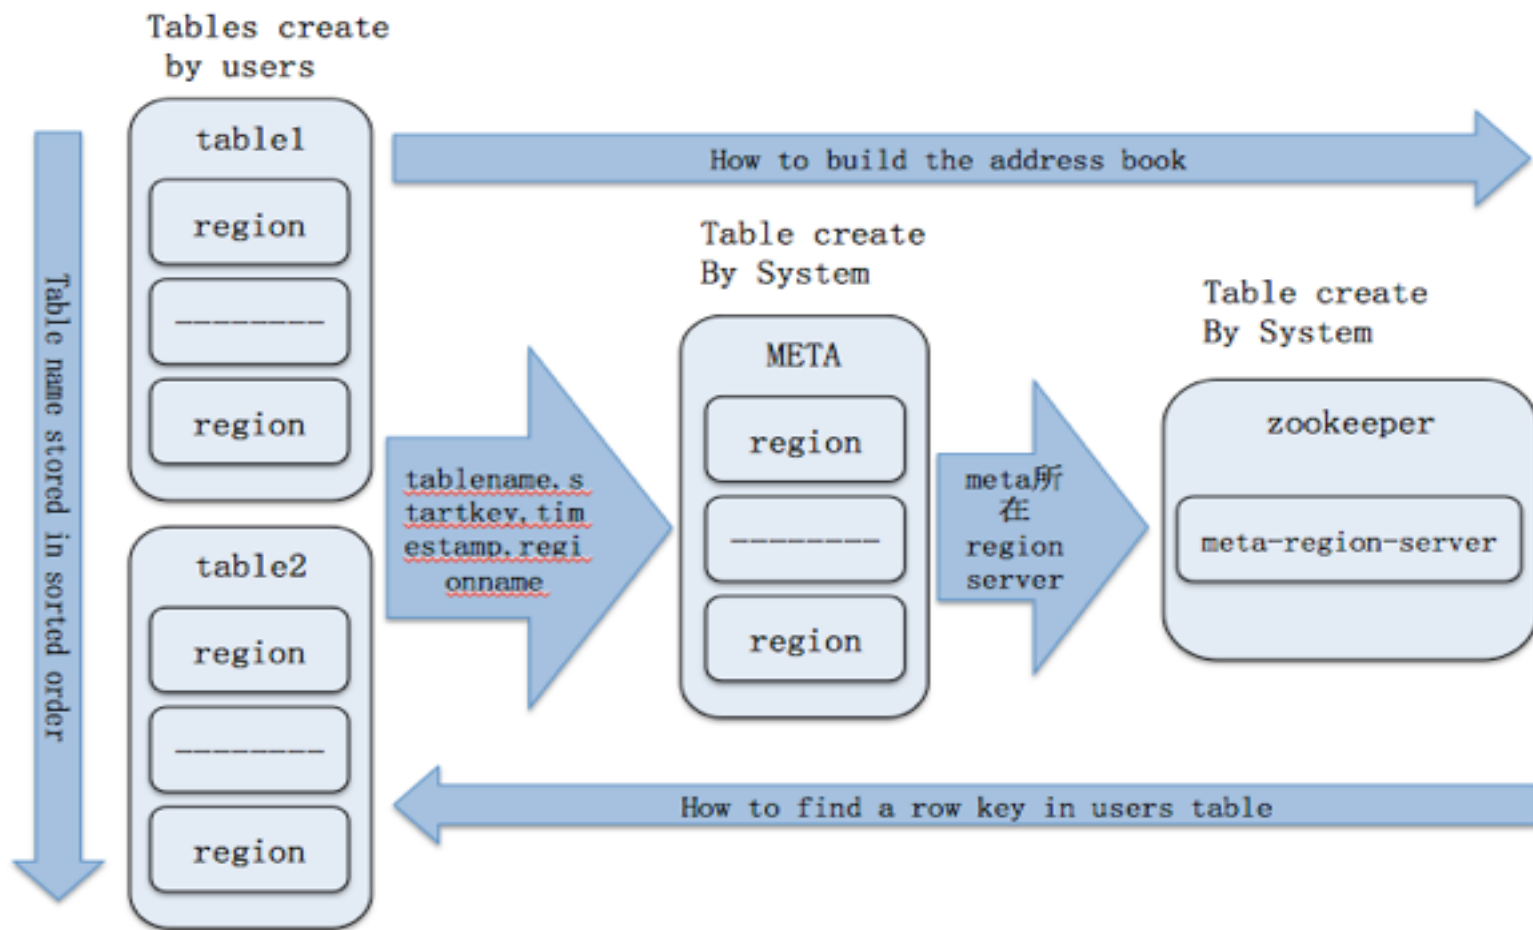 Tables create
by users
table1
region
--------
region
table2
region
--------
region
Table name stored in sorted order
How to build the address book
tablename,s
tartkey,tim
estamp,regi
onname
Table create
By System
META
region
--------
region
meta所
在
region
server
Table create
By System
zookeeper
meta-region-server
How to find a row key in users table